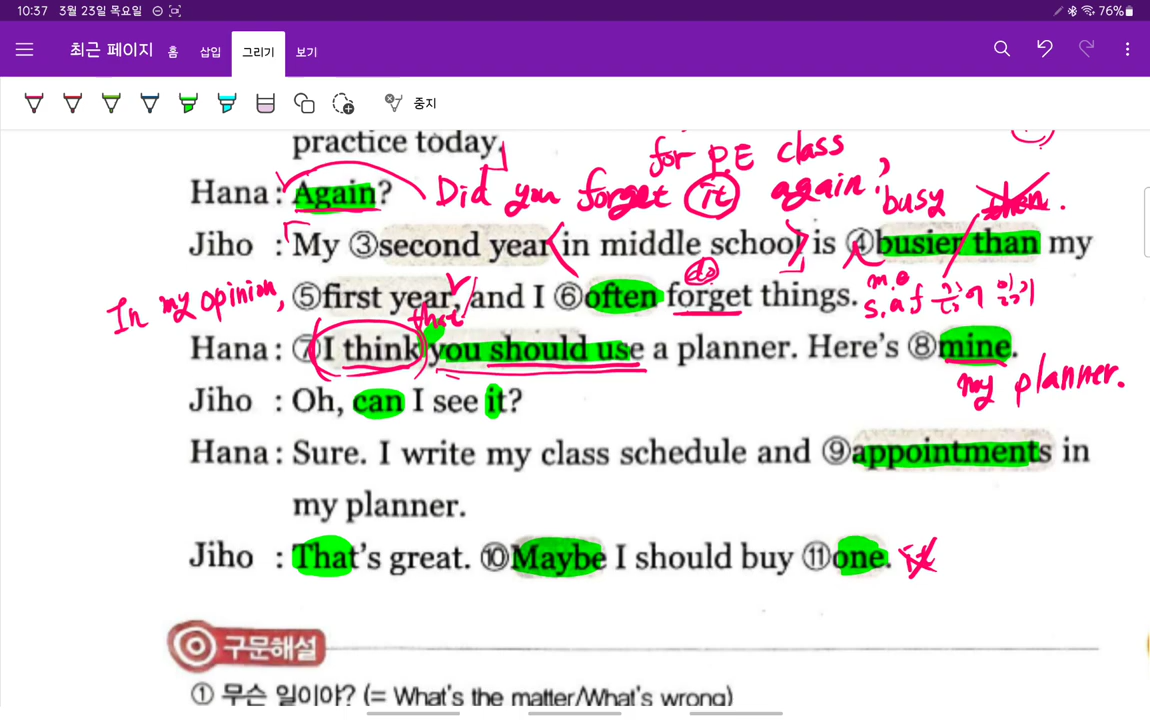 10:37 3월 23일 목요일 76%
최근 페이지 홈 삽입 그리기 보기
중지
practice today.
for P.E class
Hana : Again? Did you forget it again? busy then.
Jiho : My ③second year in middle school is ④busier than my
do
In my opinion, ⑤first year, and I ⑥often forget things. s.a
that
Hana : ⑦I think you should use a planner. Here's ⑧mine.
my planner.
Jiho : Oh, can I see it?
Hana : Sure. I write my class schedule and ⑨appointments in
my planner.
Jiho : That's great. ⑩Maybe I should buy ⑪one. it
구문해설
① 무슨 일이야? (= What's the matter/What's wrong)